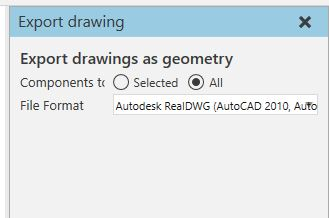 Export drawing
Export drawings as geometry
Components to Selected All
File Format Autodesk RealDWG (AutoCAD 2010, Auto